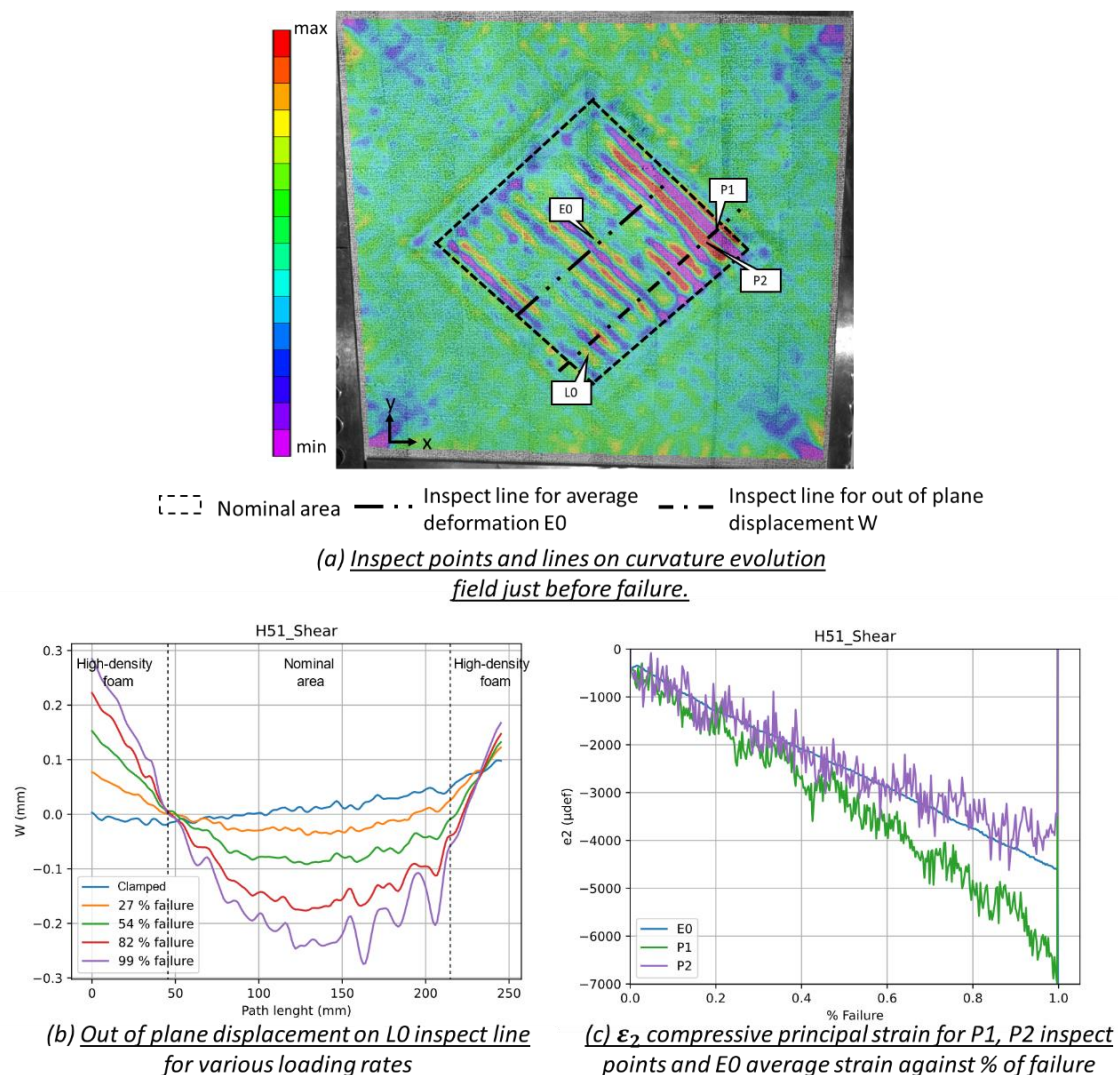 max
min
E0
P1
P2
L0
y
x
Nominal area
Inspect line for average
deformation E0
Inspect line for out of plane
displacement W
(a) Inspect points and lines on curvature evolution
field just before failure.
H51_Shear
High-density
foam
Nominal
area
High-density
foam
0.3
0.2
0.1
0.0
−0.1
−0.2
−0.3
W (mm)
Clamped
27 % failure
54 % failure
82 % failure
99 % failure
0
50
100
150
200
250
Path lenght (mm)
(b) Out of plane displacement on L0 inspect line
for various loading rates
H51_Shear
0
−1000
−2000
−3000
−4000
−5000
−6000
−7000
e2 (μdef)
E0
P1
P2
0.0
0.2
0.4
0.6
0.8
1.0
% Failure
(c) ε₂ compressive principal strain for P1, P2 inspect
points and E0 average strain against % of failure